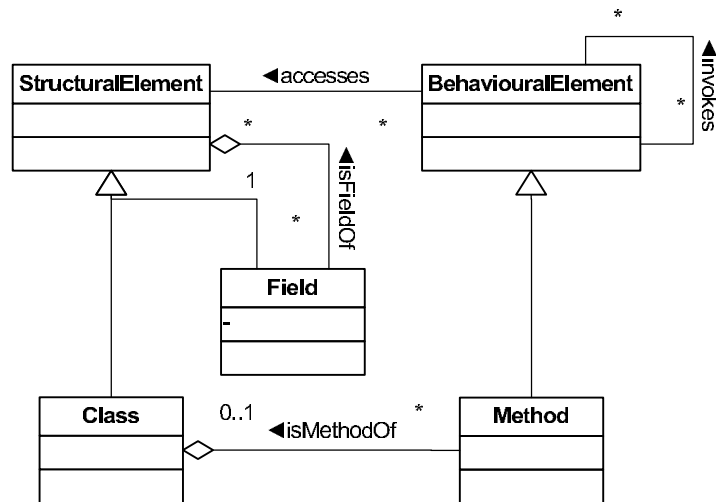 *
StructuralElement
◄accesses
BehaviouralElement
◄invokes
*
*
*
◄isFieldOf
1
*
Field
-
Class
0..1
*
Method
◄isMethodOf